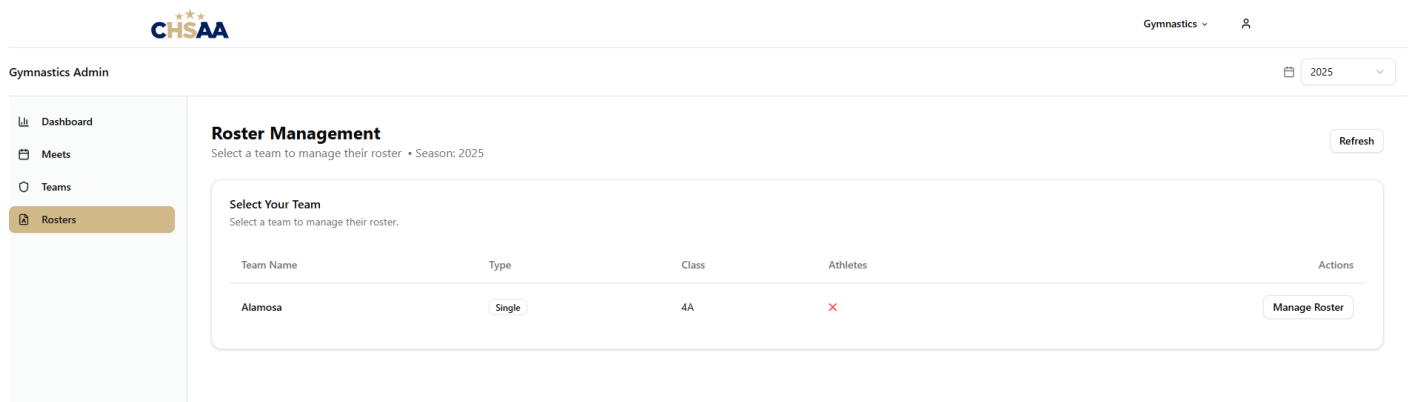 CHSAA
Gymnastics
Gymnastics Admin
2025
Dashboard
Meets
Teams
Rosters
Roster Management
Select a team to manage their roster • Season: 2025
Refresh
Select Your Team
Select a team to manage their roster.
Team Name Type Class Athletes Actions
Alamosa Single 4A Manage Roster